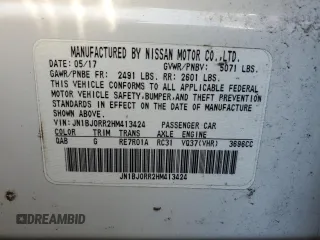 MANUFACTURED BY NISSAN MOTOR CO.,LTD.
DATE: 05/17 GVWR/PNBV: 5071 LBS.
GAWR/PNBE FR: 2491 LBS. RR: 2601 LBS.
THIS VEHICLE CONFORMS TO ALL APPLICABLE FEDERAL
MOTOR VEHICLE SAFETY,BUMPER,AND THEFT
PREVENTION STANDARDS IN EFFECT ON THE DATE OF
MANUFACTURE SHOWN ABOVE.
VIN:JN1BJ0RR2HM413424 PASSENGER CAR
COLOR TRIM TRANS AXLE ENGINE
QAB G RE7R01A RC31 VQ37(VHR) 3696CC
JN1BJ0RR2HM413424